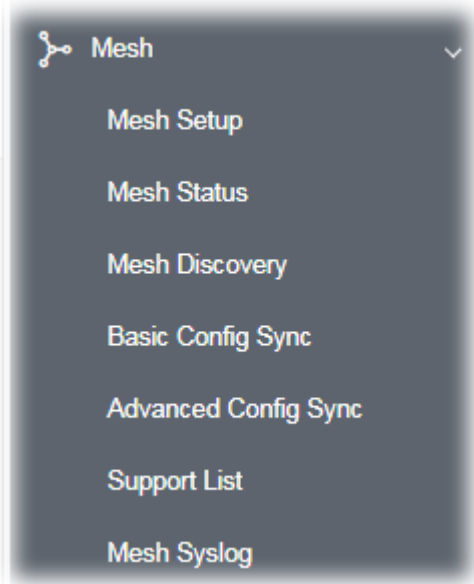 Mesh
Mesh Setup
Mesh Status
Mesh Discovery
Basic Config Sync
Advanced Config Sync
Support List
Mesh Syslog